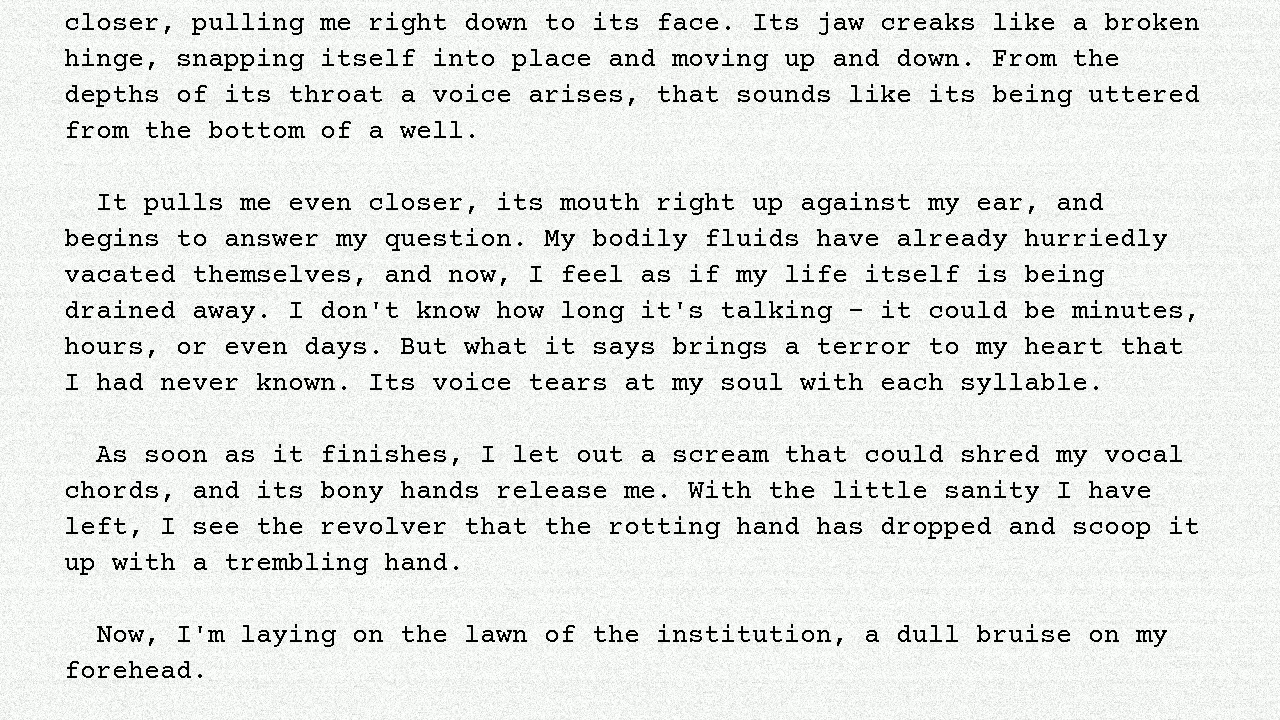 closer, pulling me right down to its face. Its jaw creaks like a broken
hinge, snapping itself into place and moving up and down. From the
depths of its throat a voice arises, that sounds like its being uttered
from the bottom of a well.
It pulls me even closer, its mouth right up against my ear, and
begins to answer my question. My bodily fluids have already hurriedly
vacated themselves, and now, I feel as if my life itself is being
drained away. I don't know how long it's talking – it could be minutes,
hours, or even days. But what it says brings a terror to my heart that
I had never known. Its voice tears at my soul with each syllable.
As soon as it finishes, I let out a scream that could shred my vocal
chords, and its bony hands release me. With the little sanity I have
left, I see the revolver that the rotting hand has dropped and scoop it
up with a trembling hand.
Now, I'm laying on the lawn of the institution, a dull bruise on my
forehead.